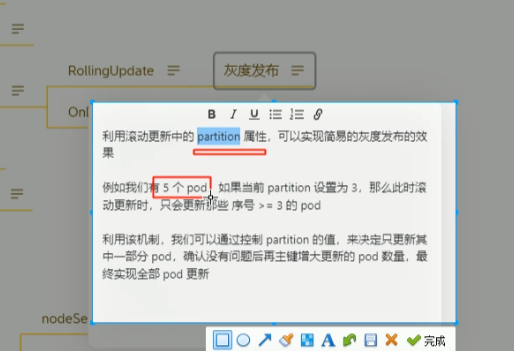 RollingUpdate
灰度发布
利用滚动更新中的 partition 属性，可以实现简易的灰度发布的效
果
例如我们有 5 个 pod，如果当前 partition 设置为 3，那么此时滚
动更新时，只会更新那些 序号 >= 3 的 pod
利用该机制，我们可以通过控制 partition 的值，来决定只更新其
中一部分 pod，确认没有问题后再主键增大更新的 pod 数量，最
终实现全部 pod 更新
nodeSe
完成